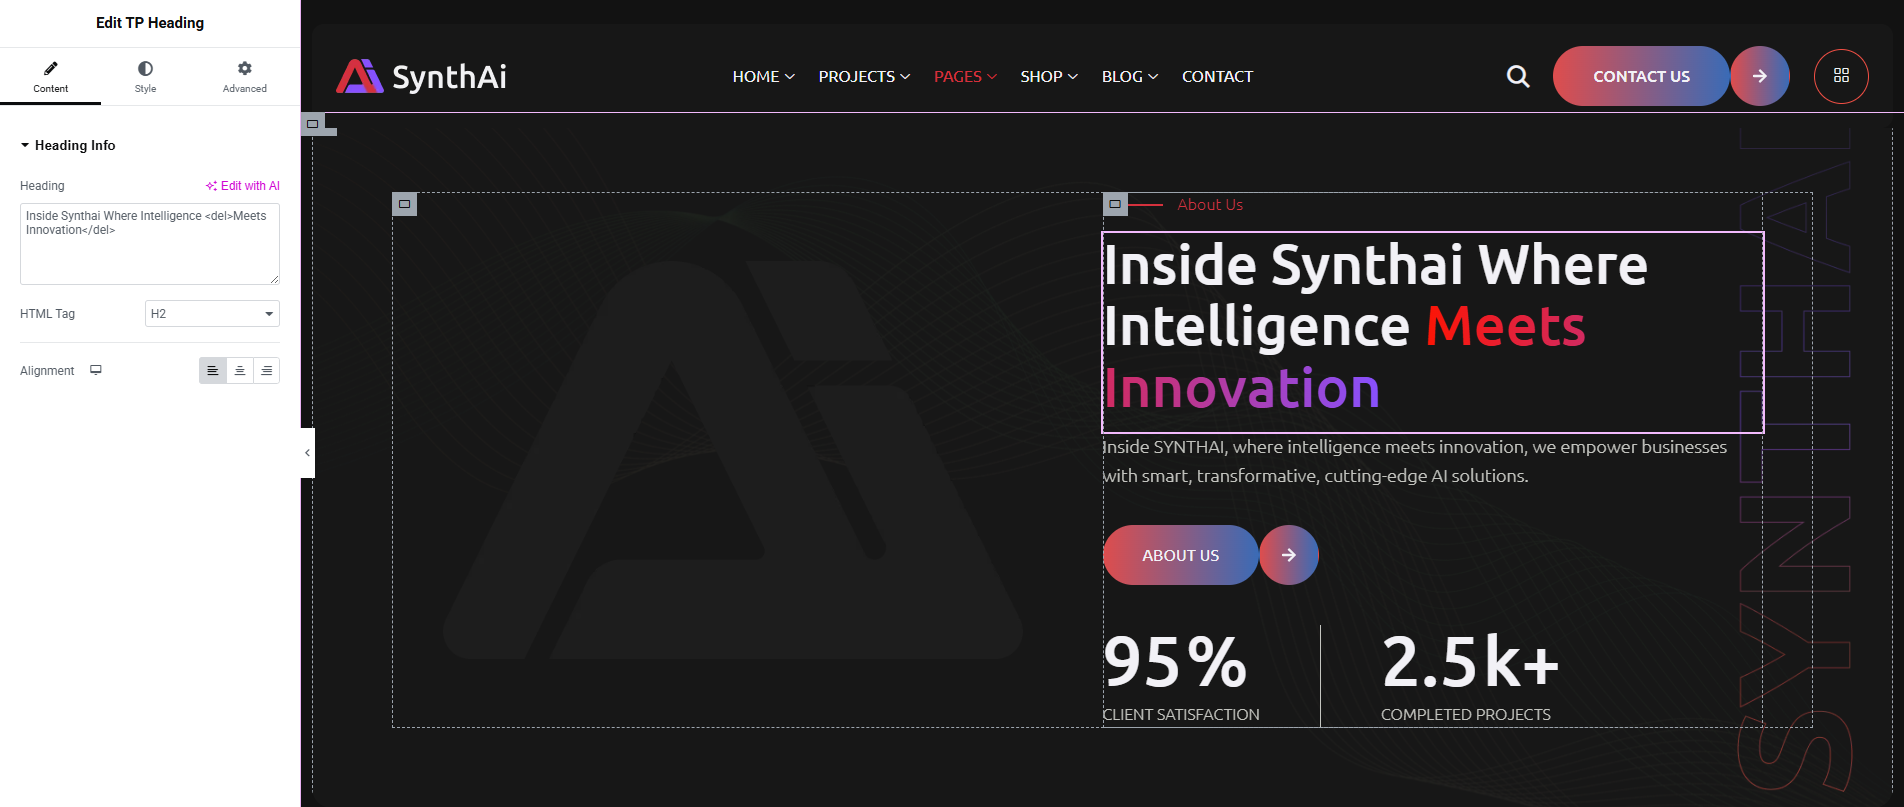 Edit TP Heading
Content
Style
Advanced
Heading Info
Heading
Edit with AI
Inside Synthai Where Intelligence <del>Meets
Innovation</del>
HTML Tag
H2
Alignment
SynthAi
HOME
PROJECTS
PAGES
SHOP
BLOG
CONTACT
CONTACT US
About Us
Inside Synthai Where
Intelligence Meets
Innovation
Inside SYNTHAI, where intelligence meets innovation, we empower businesses
with smart, transformative, cutting-edge AI solutions.
ABOUT US
95%
CLIENT SATISFACTION
2.5k+
COMPLETED PROJECTS
SYNTHAI